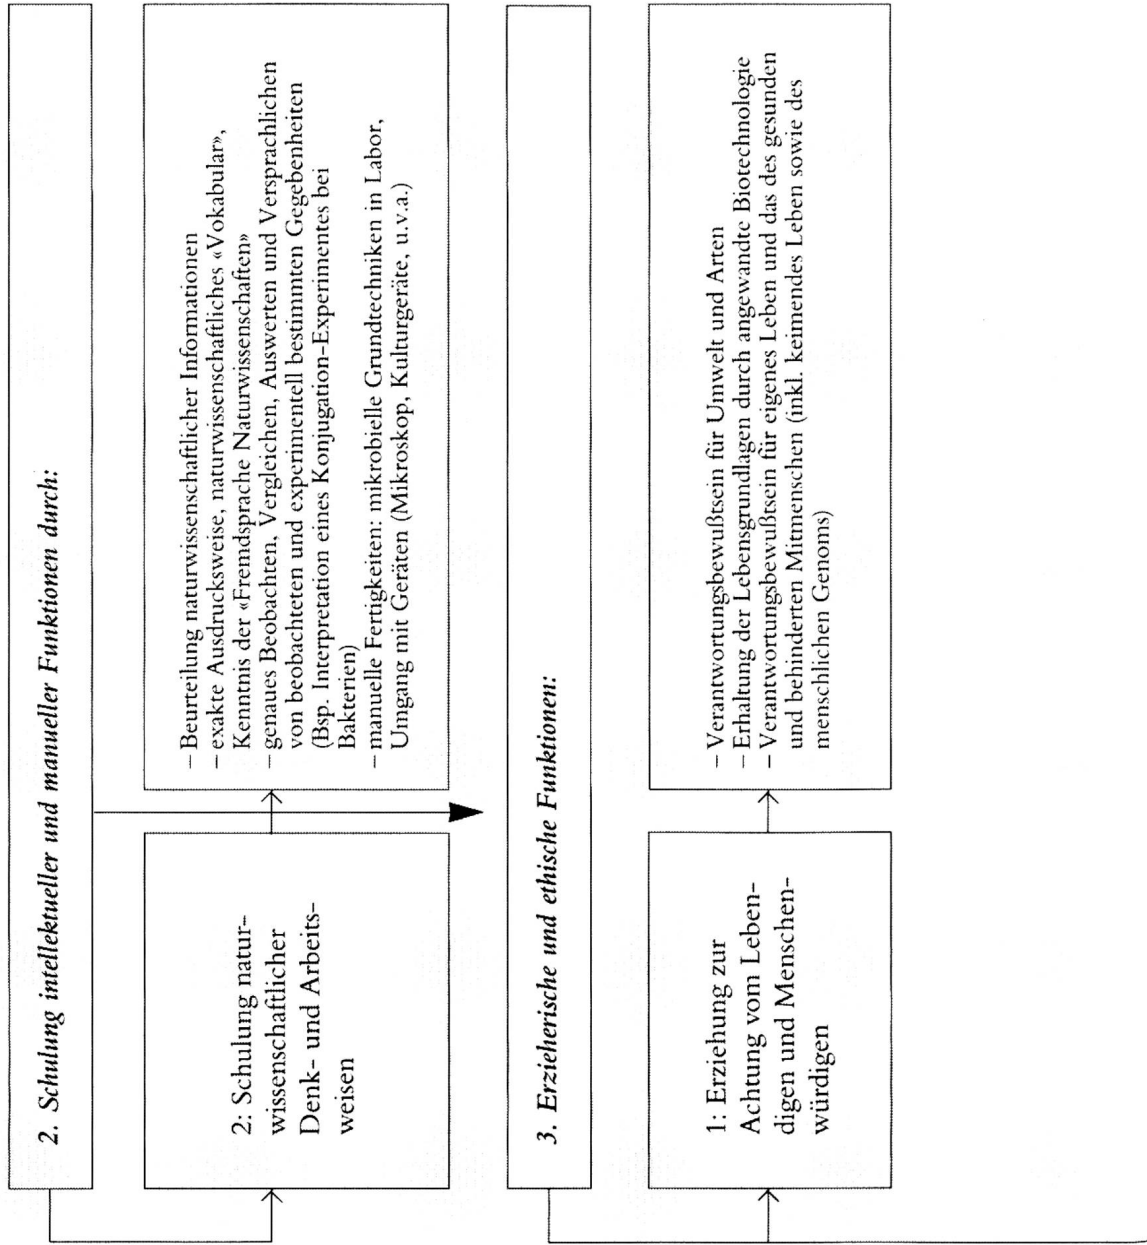 2. Schulung intellektueller und manueller Funktionen durch:
2: Schulung natur-
wissenschaftlicher
Denk- und Arbeits-
weisen
– Beurteilung naturwissenschaftlicher Informationen
– exakte Ausdrucksweise, naturwissenschaftliches «Vokabular»,
Kenntnis der «Fremdsprache Naturwissenschaften»
– genaues Beobachten, Vergleichen, Auswerten und Versprachlichen
von beobachteten und experimentell bestimmten Gegebenheiten
(Bsp. Interpretation eines Konjugation-Experimentes bei
Bakterien)
– manuelle Fertigkeiten: mikrobielle Grundtechniken in Labor,
Umgang mit Geräten (Mikroskop, Kulturgeräte, u.v.a.)
3. Erzieherische und ethische Funktionen:
1: Erziehung zur
Achtung vom Leben-
digen und Menschen-
würdigen
– Verantwortungsbewußtsein für Umwelt und Arten
– Erhaltung der Lebensgrundlagen durch angewandte Biotechnologie
– Verantwortungsbewußtsein für eigenes Leben und das des gesunden
und behinderten Mitmenschen (inkl. keimendes Leben sowie des
menschlichen Genoms)